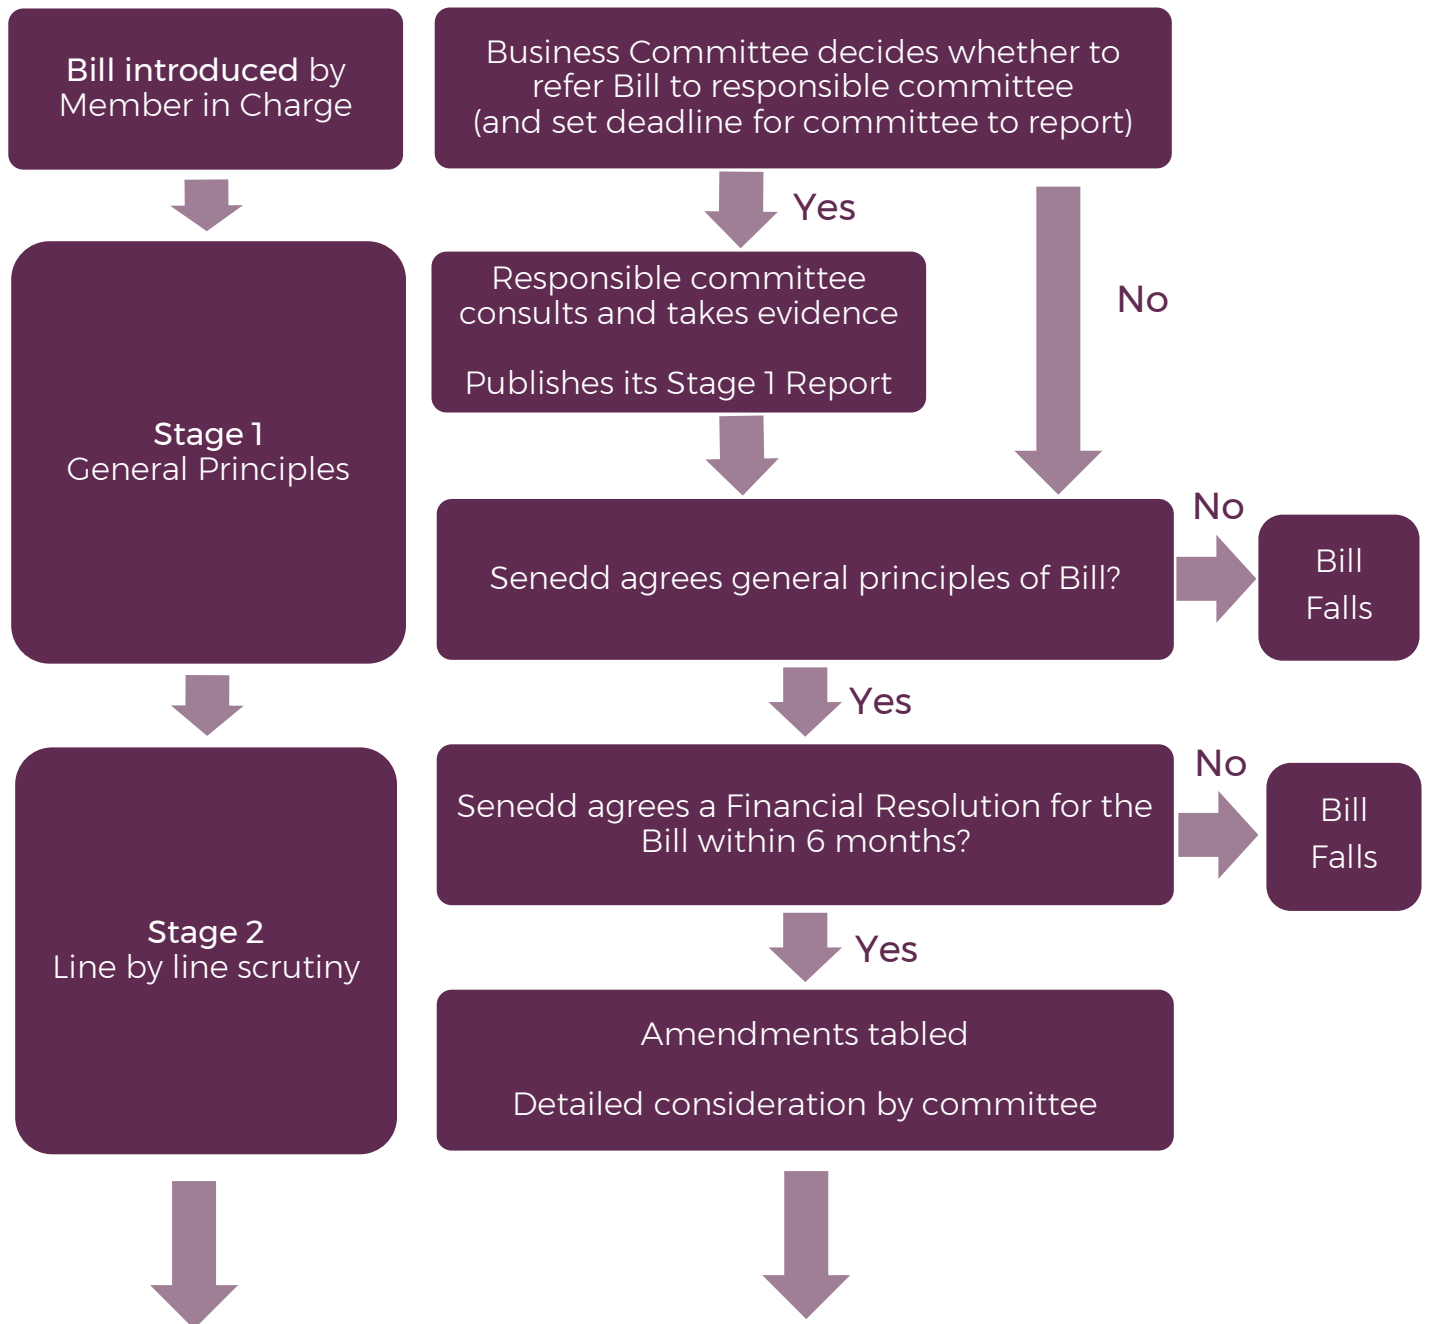 Bill introduced by
Member in Charge
Business Committee decides whether to
refer Bill to responsible committee
(and set deadline for committee to report)
Yes
No
Responsible committee
consults and takes evidence
Publishes its Stage 1 Report
Stage 1
General Principles
Senedd agrees general principles of Bill?
No
Bill
Falls
Yes
Senedd agrees a Financial Resolution for the
Bill within 6 months?
No
Bill
Falls
Stage 2
Line by line scrutiny
Yes
Amendments tabled
Detailed consideration by committee